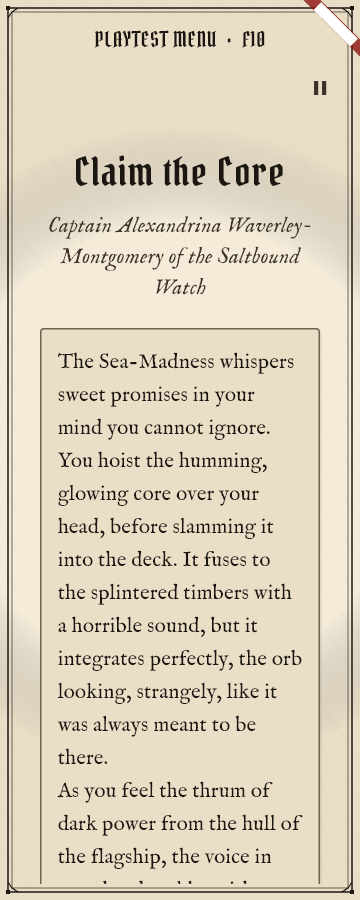 PLAYTEST MENU · F10
Claim the Core
Captain Alexandrina Waverley-
Montgomery of the Saltbound
Watch
The Sea-Madness whispers
sweet promises in your
mind you cannot ignore.
You hoist the humming,
glowing core over your
head, before slamming it
into the deck. It fuses to
the splintered timbers with
a horrible sound, but it
integrates perfectly, the orb
looking, strangely, like it
was always meant to be
there.
As you feel the thrum of
dark power from the hull of
the flagship, the voice in